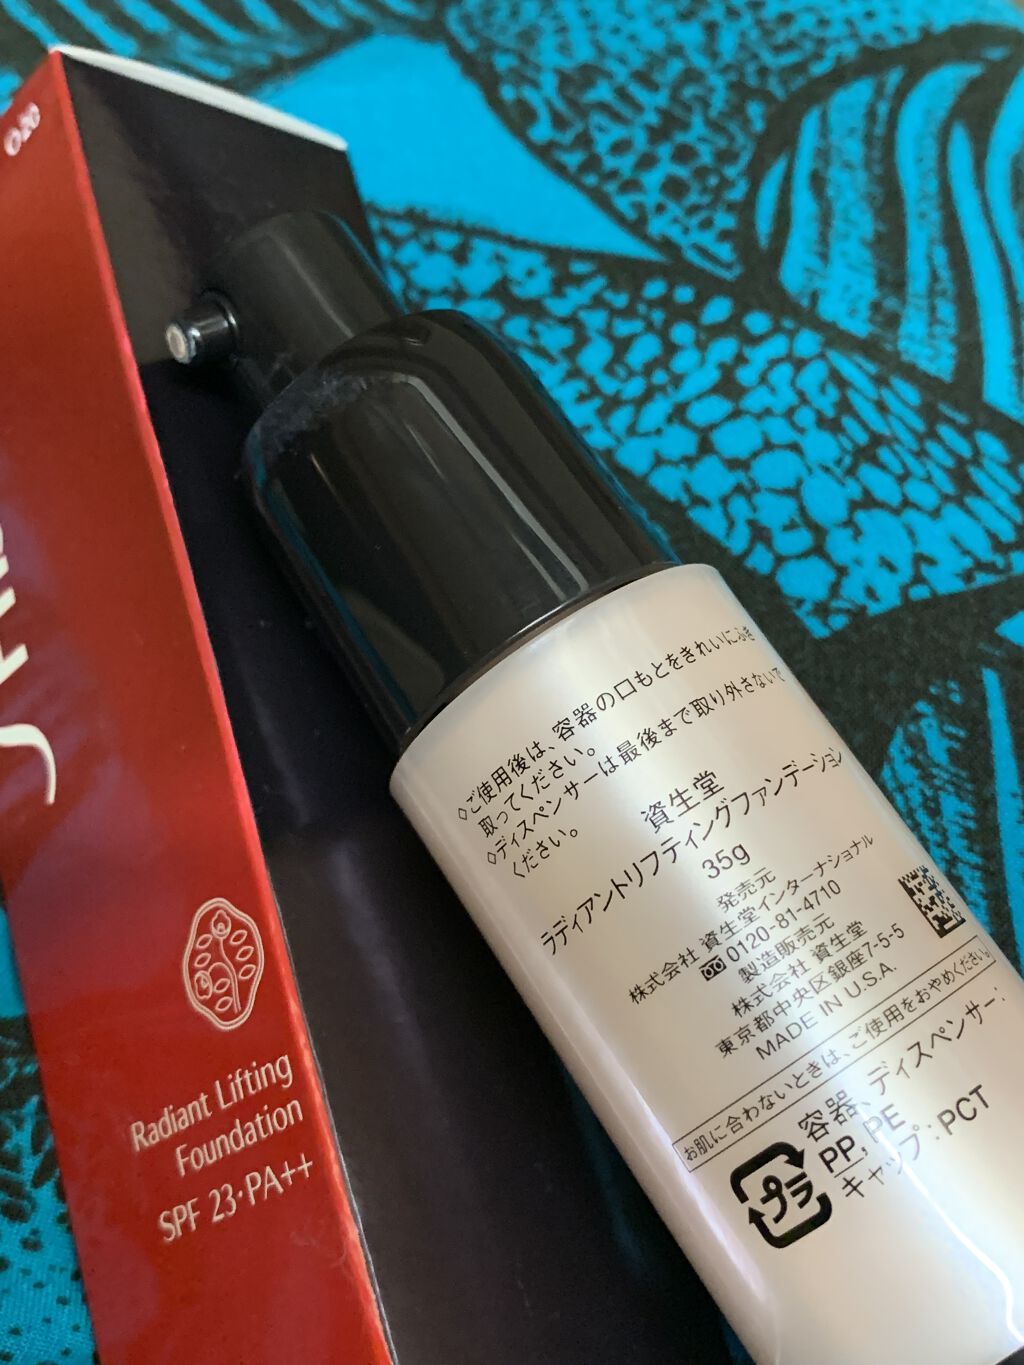 O20
Radiant Lifting
Foundation
SPF 23・PA++
◇ご使用後は、容器の口もとをきれいにふき
取ってください。
◇ディスペンサーは最後まで取り外さないで
ください。
資生堂
ラディアントリフティングファンデーション
35g
発売元
株式会社 資生堂インターナショナル
0120-81-4710
製造販売元
株式会社 資生堂
東京都中央区銀座7-5-5
MADE IN U.S.A.
お肌に合わないときは、ご使用をおやめください。
プラ
容器、ディスペンサー:
PP, PE
キャップ:PCT